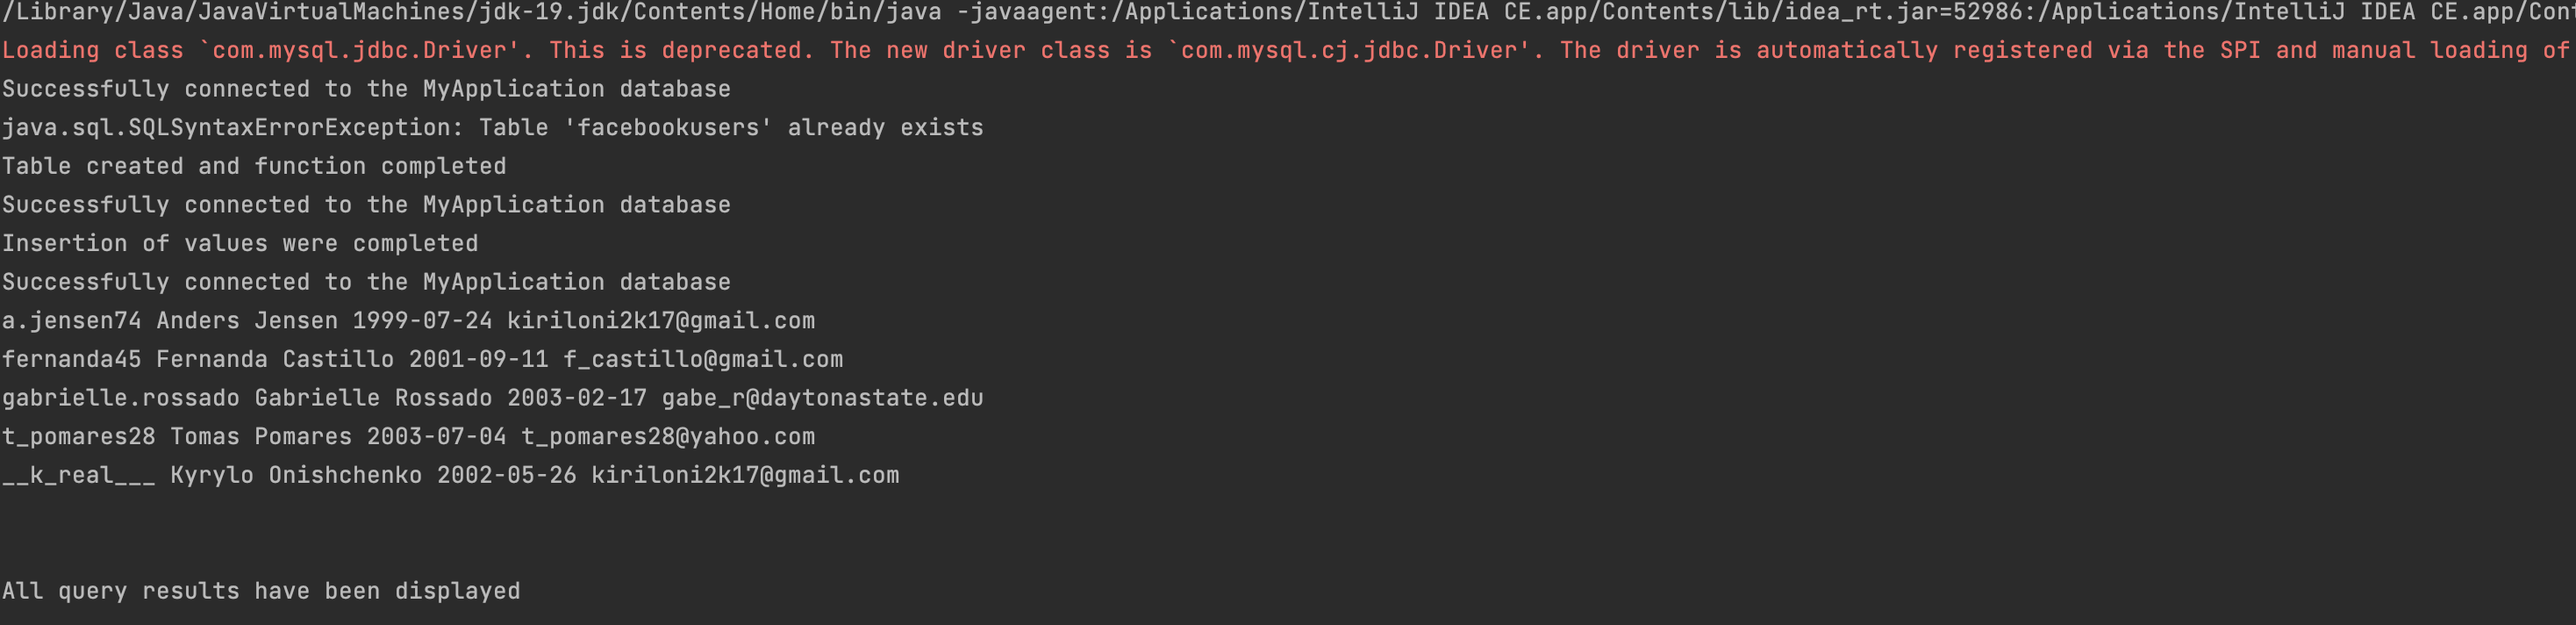 /Library/Java/JavaVirtualMachines/jdk-19.jdk/Contents/Home/bin/java -javaagent:/Applications/IntelliJ IDEA CE.app/Contents/lib/idea_rt.jar=52986:/Applications/IntelliJ IDEA CE.app/Cont
Loading class `com.mysql.jdbc.Driver'. This is deprecated. The new driver class is `com.mysql.cj.jdbc.Driver'. The driver is automatically registered via the SPI and manual loading of
Successfully connected to the MyApplication database
java.sql.SQLSyntaxErrorException: Table 'facebookusers' already exists
Table created and function completed
Successfully connected to the MyApplication database
Insertion of values were completed
Successfully connected to the MyApplication database
a.jensen74 Anders Jensen 1999-07-24 kiriloni2k17@gmail.com
fernanda45 Fernanda Castillo 2001-09-11 f_castillo@gmail.com
gabrielle.rossado Gabrielle Rossado 2003-02-17 gabe_r@daytonastate.edu
t_pomares28 Tomas Pomares 2003-07-04 t_pomares28@yahoo.com
__k_real___ Kyrylo Onishchenko 2002-05-26 kiriloni2k17@gmail.com
All query results have been displayed